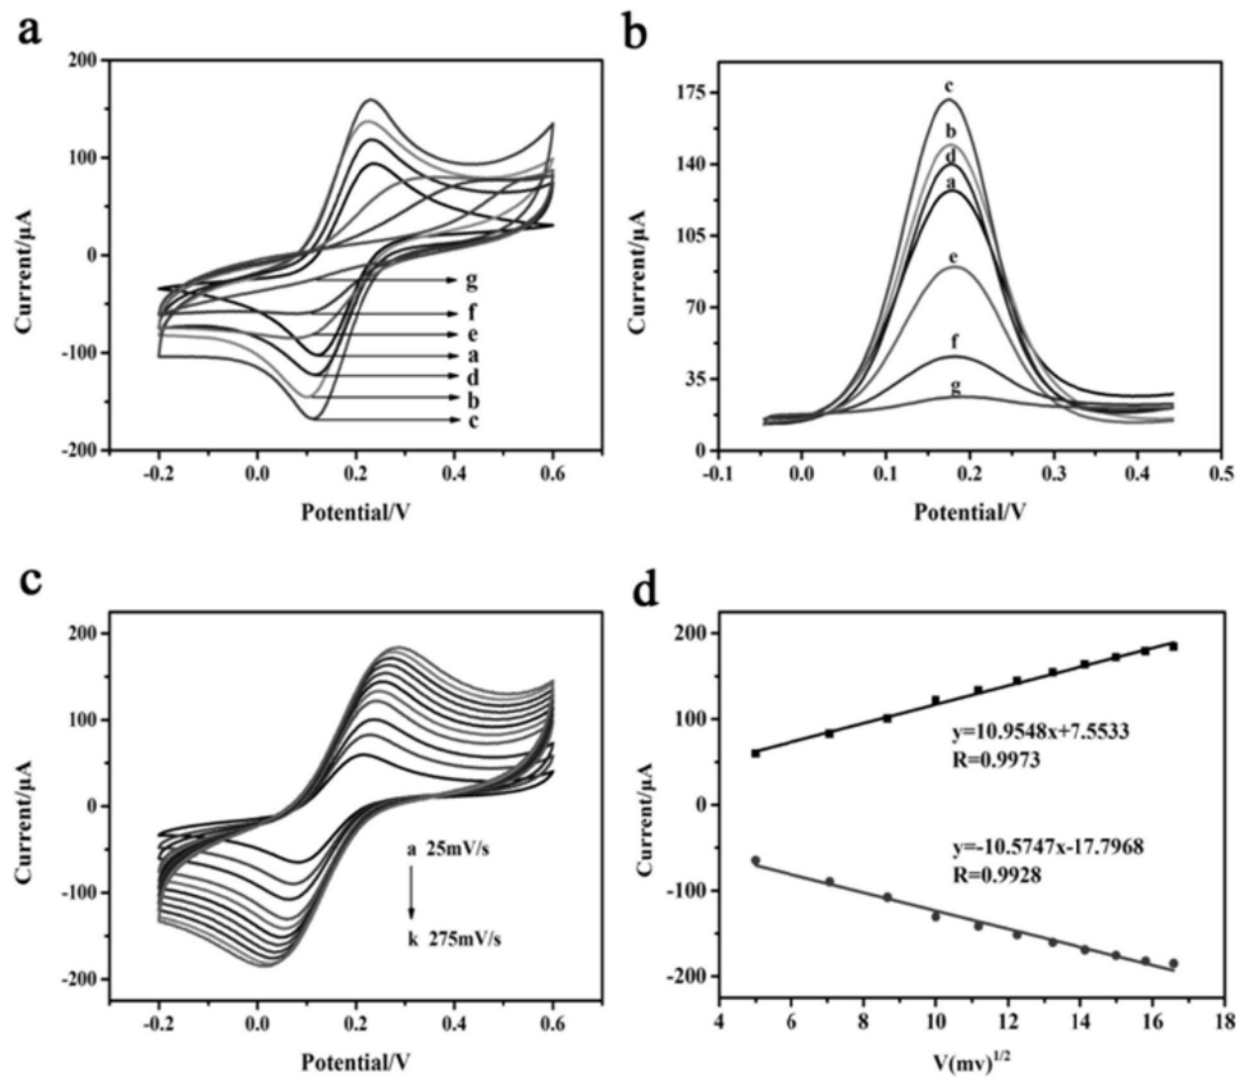 a
200
100
0
-100
-200
Current/μA
g
f
e
a
d
b
c
-0.2
0.0
0.2
0.4
0.6
Potential/V
b
175
140
105
70
35
0
Current/μA
c
b
d
a
e
f
g
-0.1
0.0
0.1
0.2
0.3
0.4
0.5
Potential/V
c
200
100
0
-100
-200
Current/μA
a 25mV/s
k 275mV/s
-0.2
0.0
0.2
0.4
0.6
Potential/V
d
200
100
0
-100
-200
Current/μA
y=10.9548x+7.5533
R=0.9973
y=-10.5747x-17.7968
R=0.9928
4
6
8
10
12
14
16
18
V(mv)^1/2